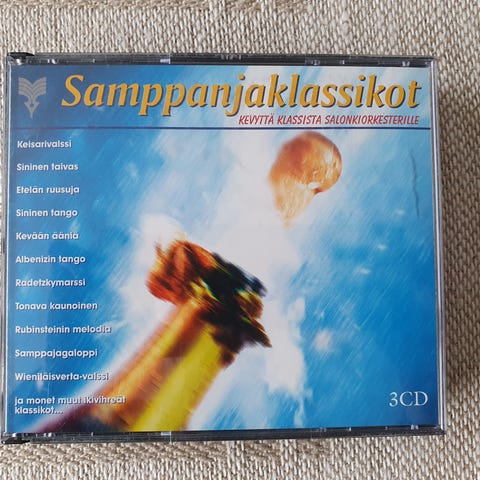 Samppanjaklassikot
KEVYTTÄ KLASSISTA SALONKIORKESTERILLE
Keisarivalssi
Sininen taivas
Etelän ruusuja
Sininen tango
Kevään ääniä
Albenizin tango
Radetzkymarssi
Tonava kaunoinen
Rubinsteinin melodia
Samppajagaloppi
Wieniläisverta-valssi
ja monet muut ikivihreät
klassikot...
3CD